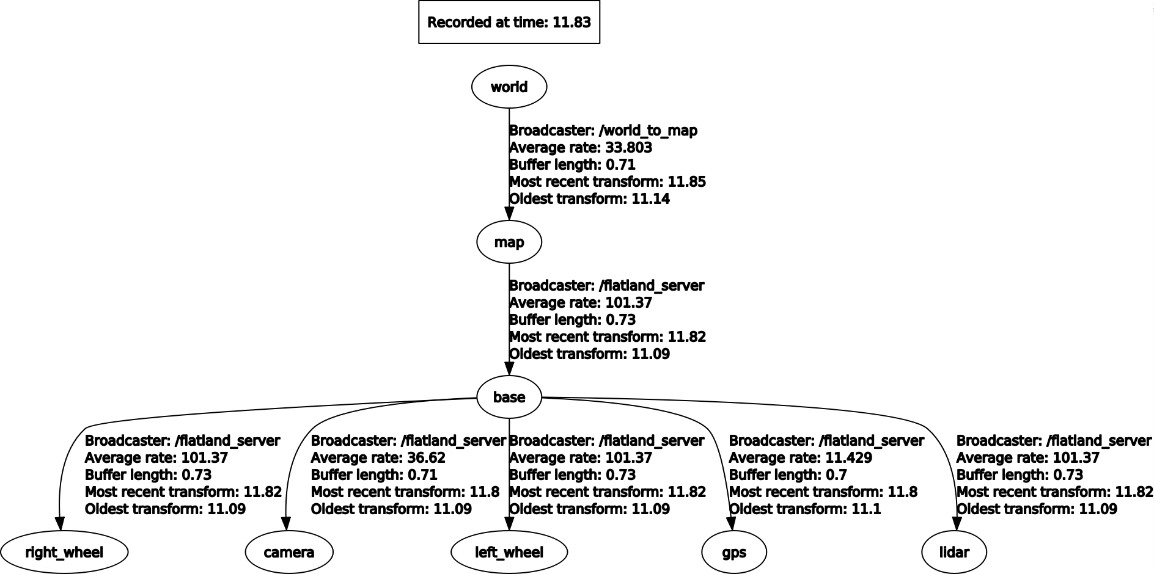 Recorded at time: 11.83
world
Broadcaster: /world_to_map
Average rate: 33.803
Buffer length: 0.71
Most recent transform: 11.85
Oldest transform: 11.14
map
Broadcaster: /flatland_server
Average rate: 101.37
Buffer length: 0.73
Most recent transform: 11.82
Oldest transform: 11.09
base
Broadcaster: /flatland_server
Average rate: 101.37
Buffer length: 0.73
Most recent transform: 11.82
Oldest transform: 11.09
Broadcaster: /flatland_server
Average rate: 36.62
Buffer length: 0.71
Most recent transform: 11.8
Oldest transform: 11.09
Broadcaster: /flatland_server
Average rate: 101.37
Buffer length: 0.73
Most recent transform: 11.82
Oldest transform: 11.09
Broadcaster: /flatland_server
Average rate: 11.429
Buffer length: 0.7
Most recent transform: 11.8
Oldest transform: 11.1
Broadcaster: /flatland_server
Average rate: 101.37
Buffer length: 0.73
Most recent transform: 11.82
Oldest transform: 11.09
right_wheel
camera
left_wheel
gps
lidar